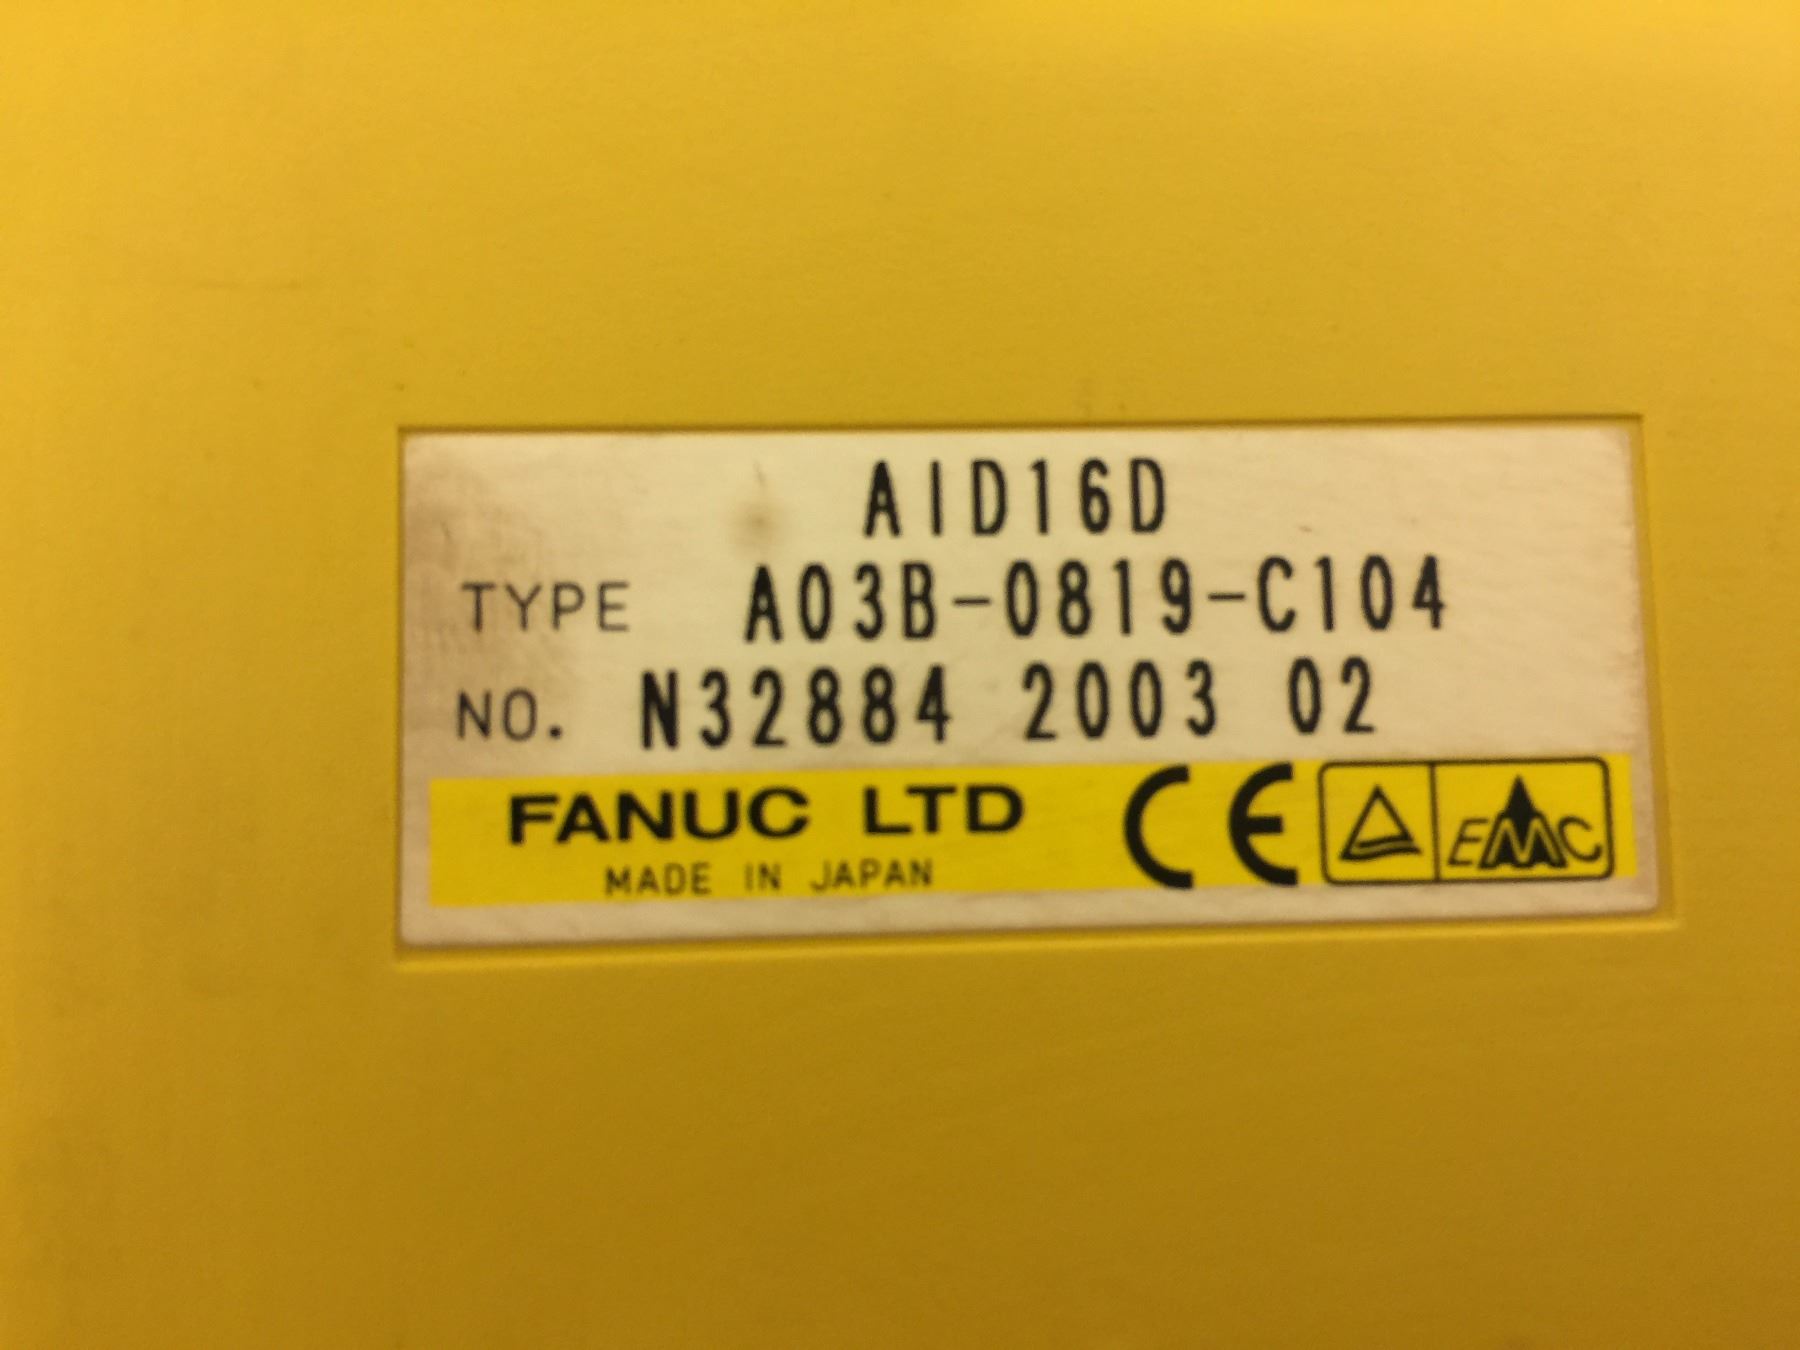 AID16D
TYPE A03B-0819-C104
NO. N32884 2003 02
FANUC LTD CE EMC
MADE IN JAPAN